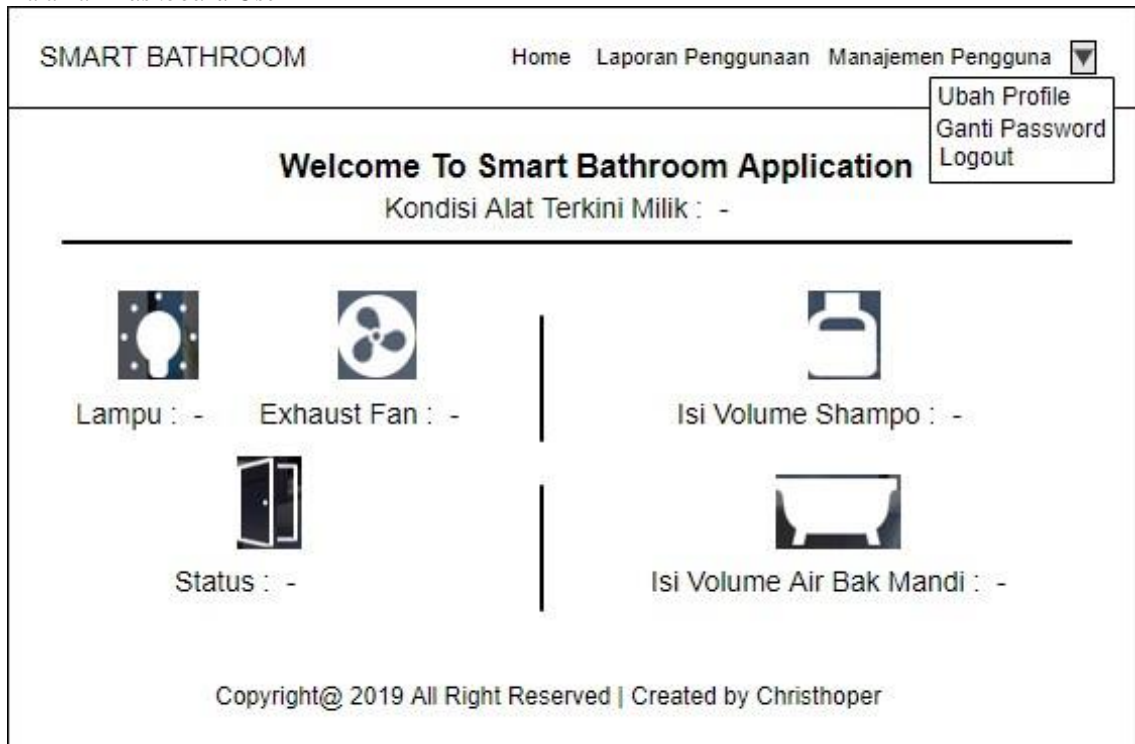 SMART BATHROOM
Home Laporan Penggunaan Manajemen Pengguna
Ubah Profile
Ganti Password
Logout
Welcome To Smart Bathroom Application
Kondisi Alat Terkini Milik : -
Lampu : - Exhaust Fan : - Isi Volume Shampo : -
Status : - Isi Volume Air Bak Mandi : -
Copyright@ 2019 All Right Reserved | Created by Christhoper